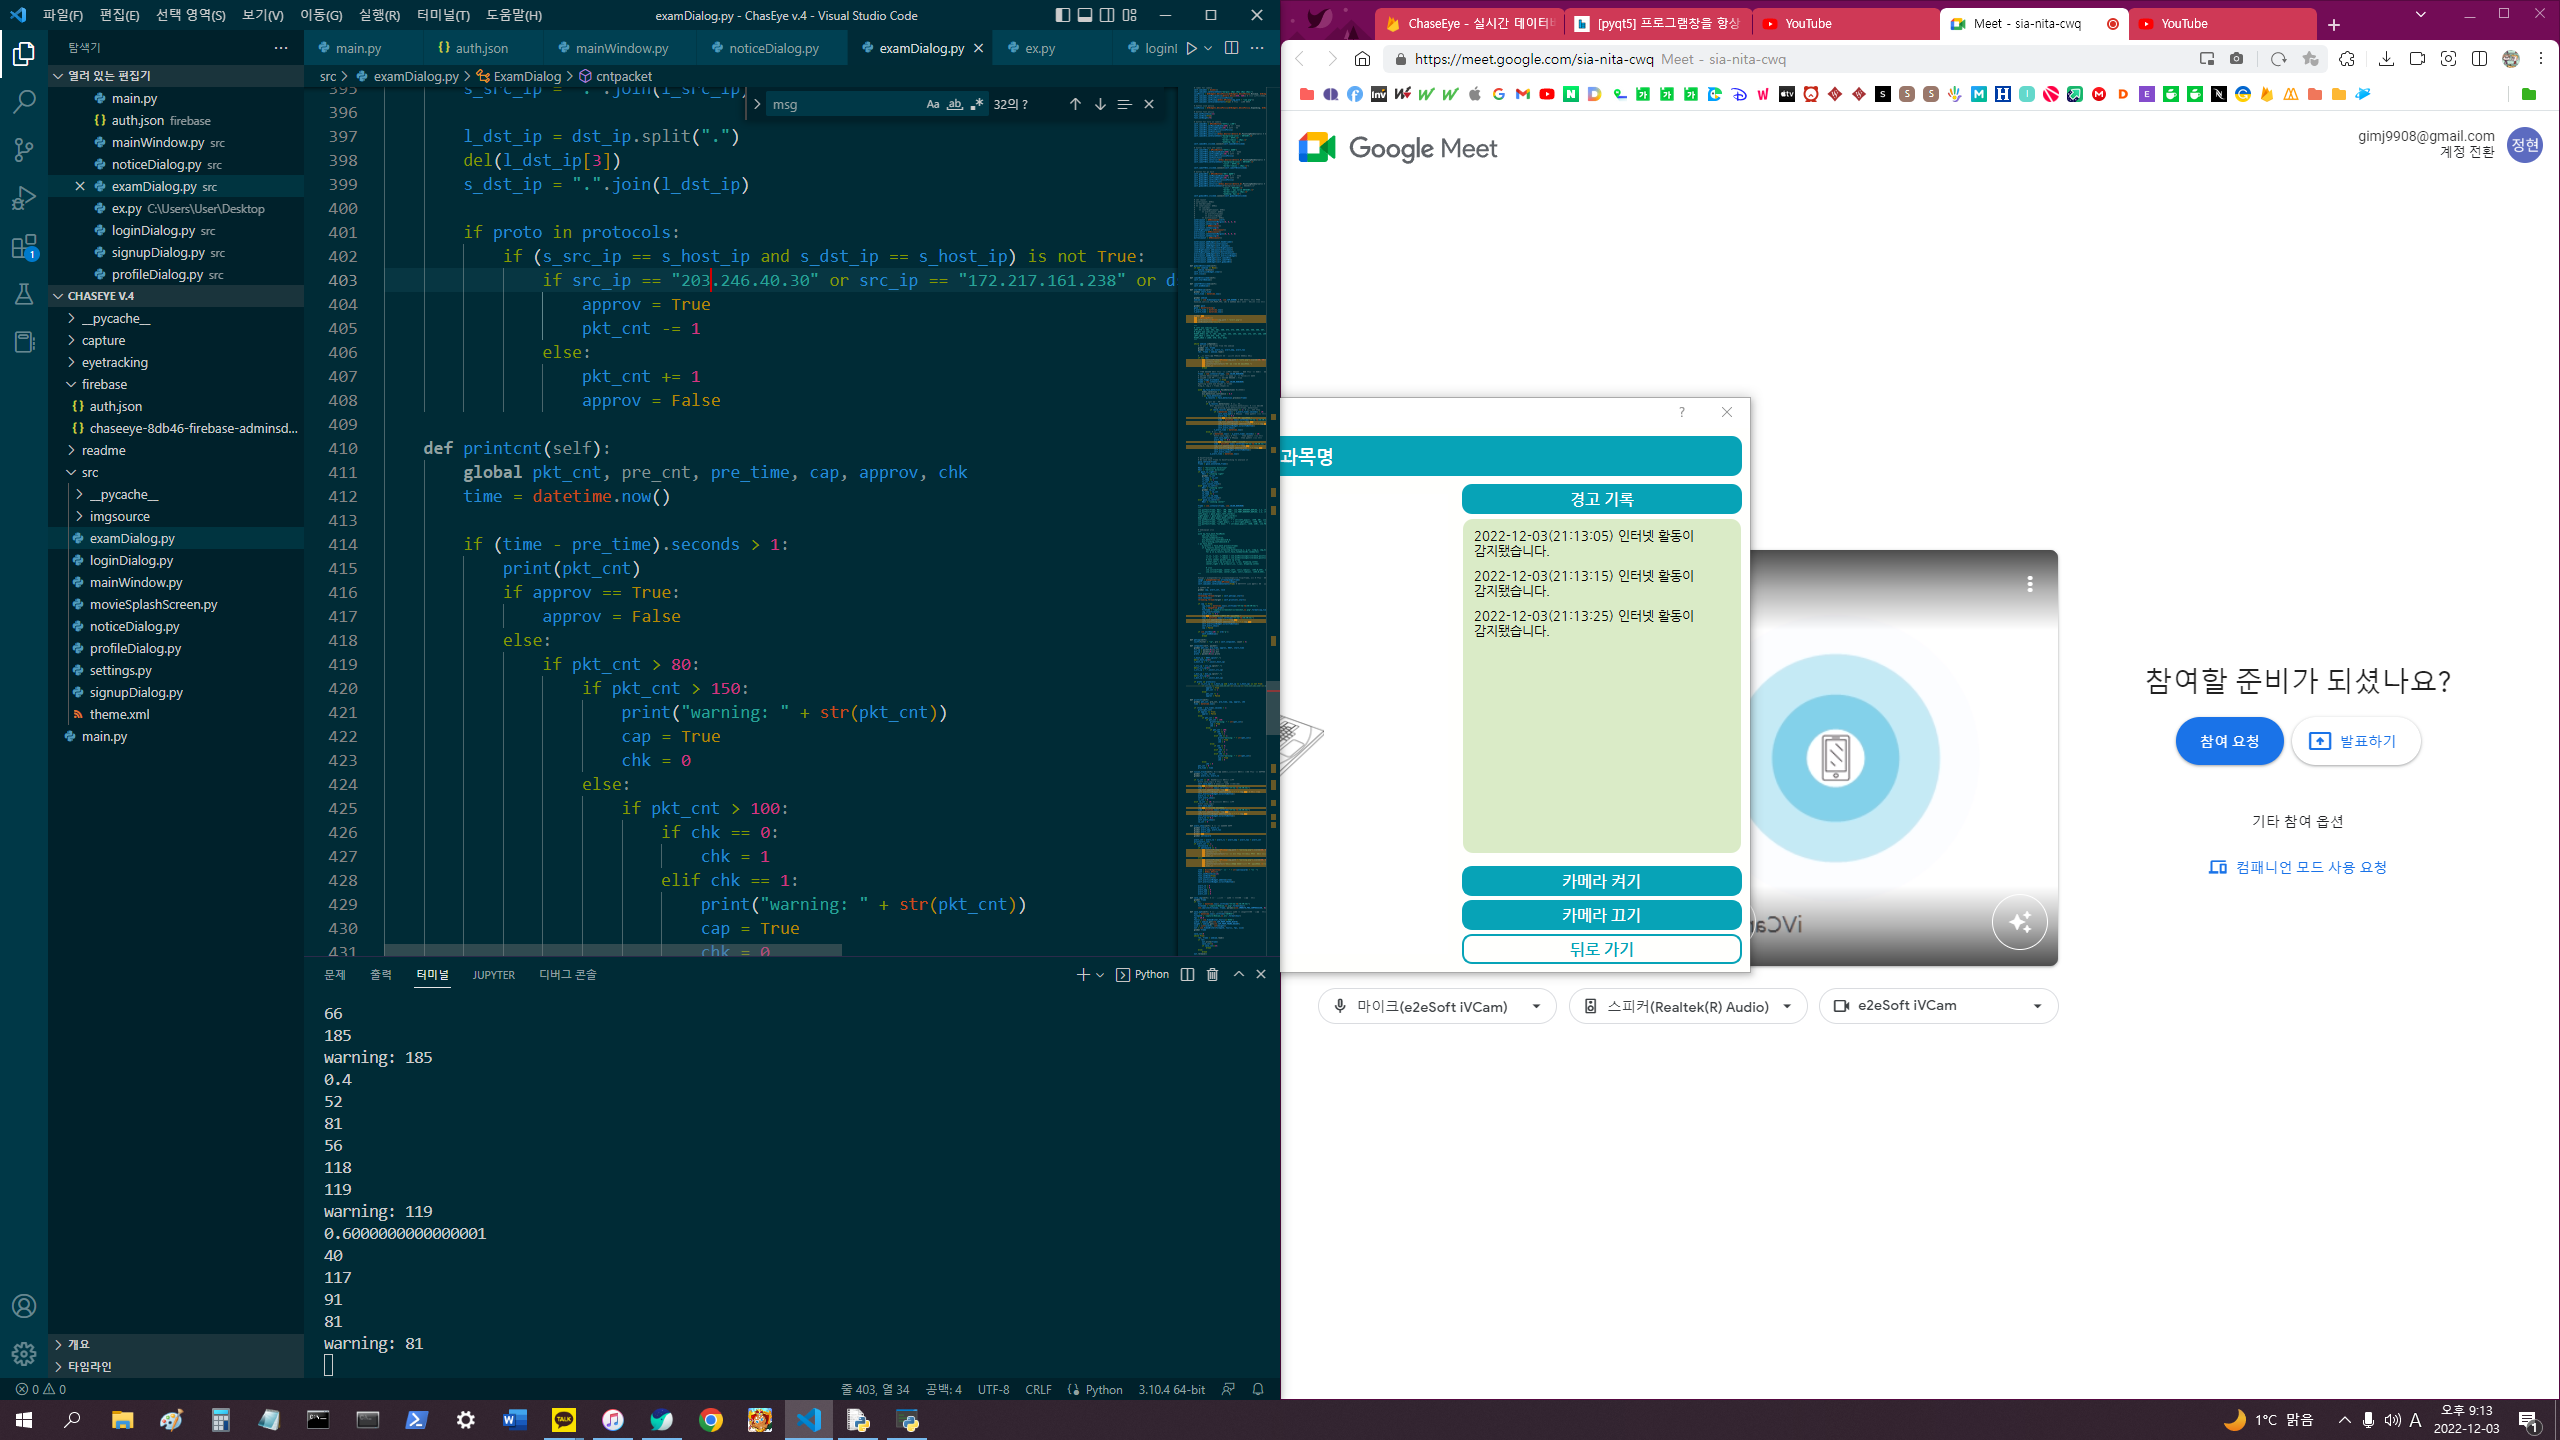 파일(F) 편집(E) 선택 영역(S) 보기(V) 이동(G) 실행(R) 터미널(T) 도움말(H)
examDialog.py - ChasEye v.4 - Visual Studio Code
탐색기
열려 있는 편집기
main.py
auth.json firebase
mainWindow.py src
noticeDialog.py src
examDialog.py src
ex.py C:\Users\User\Desktop
loginDialog.py src
signupDialog.py src
profileDialog.py src
CHASEYE V.4
__pycache__
capture
eyetracking
firebase
auth.json
chaseeye-8db46-firebase-adminsd...
readme
src
__pycache__
imgsource
examDialog.py
loginDialog.py
mainWindow.py
movieSplashScreen.py
noticeDialog.py
profileDialog.py
settings.py
signupDialog.py
theme.xml
main.py
개요
타임라인
main.py auth.json mainWindow.py noticeDialog.py examDialog.py ex.py loginI
src > examDialog.py > ExamDialog > cntpacket
msg
32의 ?
395 s_src_ip = ".".join(l_src_ip)
396
397 l_dst_ip = dst_ip.split(".")
398 del(l_dst_ip[3])
399 s_dst_ip = ".".join(l_dst_ip)
400
401 if proto in protocols:
402 if (s_src_ip == s_host_ip and s_dst_ip == s_host_ip) is not True:
403 if src_ip == "203.246.40.30" or src_ip == "172.217.161.238" or d
404 approv = True
405 pkt_cnt -= 1
406 else:
407 pkt_cnt += 1
408 approv = False
409
410 def printcnt(self):
411 global pkt_cnt, pre_cnt, pre_time, cap, approv, chk
412 time = datetime.now()
413
414 if (time - pre_time).seconds > 1:
415 print(pkt_cnt)
416 if approv == True:
417 approv = False
418 else:
419 if pkt_cnt > 80:
420 if pkt_cnt > 150:
421 print("warning: " + str(pkt_cnt))
422 cap = True
423 chk = 0
424 else:
425 if pkt_cnt > 100:
426 if chk == 0:
427 chk = 1
428 elif chk == 1:
429 print("warning: " + str(pkt_cnt))
430 cap = True
431 chk = 0
문제 출력 터미널 JUPYTER 디버그 콘솔
Python
66
185
warning: 185
0.4
52
81
56
118
119
warning: 119
0.6000000000000001
40
117
91
81
warning: 81
0 0
줄 403, 열 34 공백: 4 UTF-8 CRLF Python 3.10.4 64-bit
ChaseEye - 실시간 데이터
[pyqt5] 프로그램창을 항상
YouTube
Meet - sia-nita-cwq
YouTube
https://meet.google.com/sia-nita-cwq Meet - sia-nita-cwq
Google Meet
gimj9908@gmail.com
계정 전환
정현
과목명
경고 기록
2022-12-03(21:13:05) 인터넷 활동이
감지됐습니다.
2022-12-03(21:13:15) 인터넷 활동이
감지됐습니다.
2022-12-03(21:13:25) 인터넷 활동이
감지됐습니다.
카메라 켜기
카메라 끄기
뒤로 가기
참여할 준비가 되셨나요?
참여 요청
발표하기
기타 참여 옵션
컴패니언 모드 사용 요청
마이크(e2eSoft iVCam)
스피커(Realtek(R) Audio)
e2eSoft iVCam
1°C 맑음
A
오후 9:13
2022-12-03